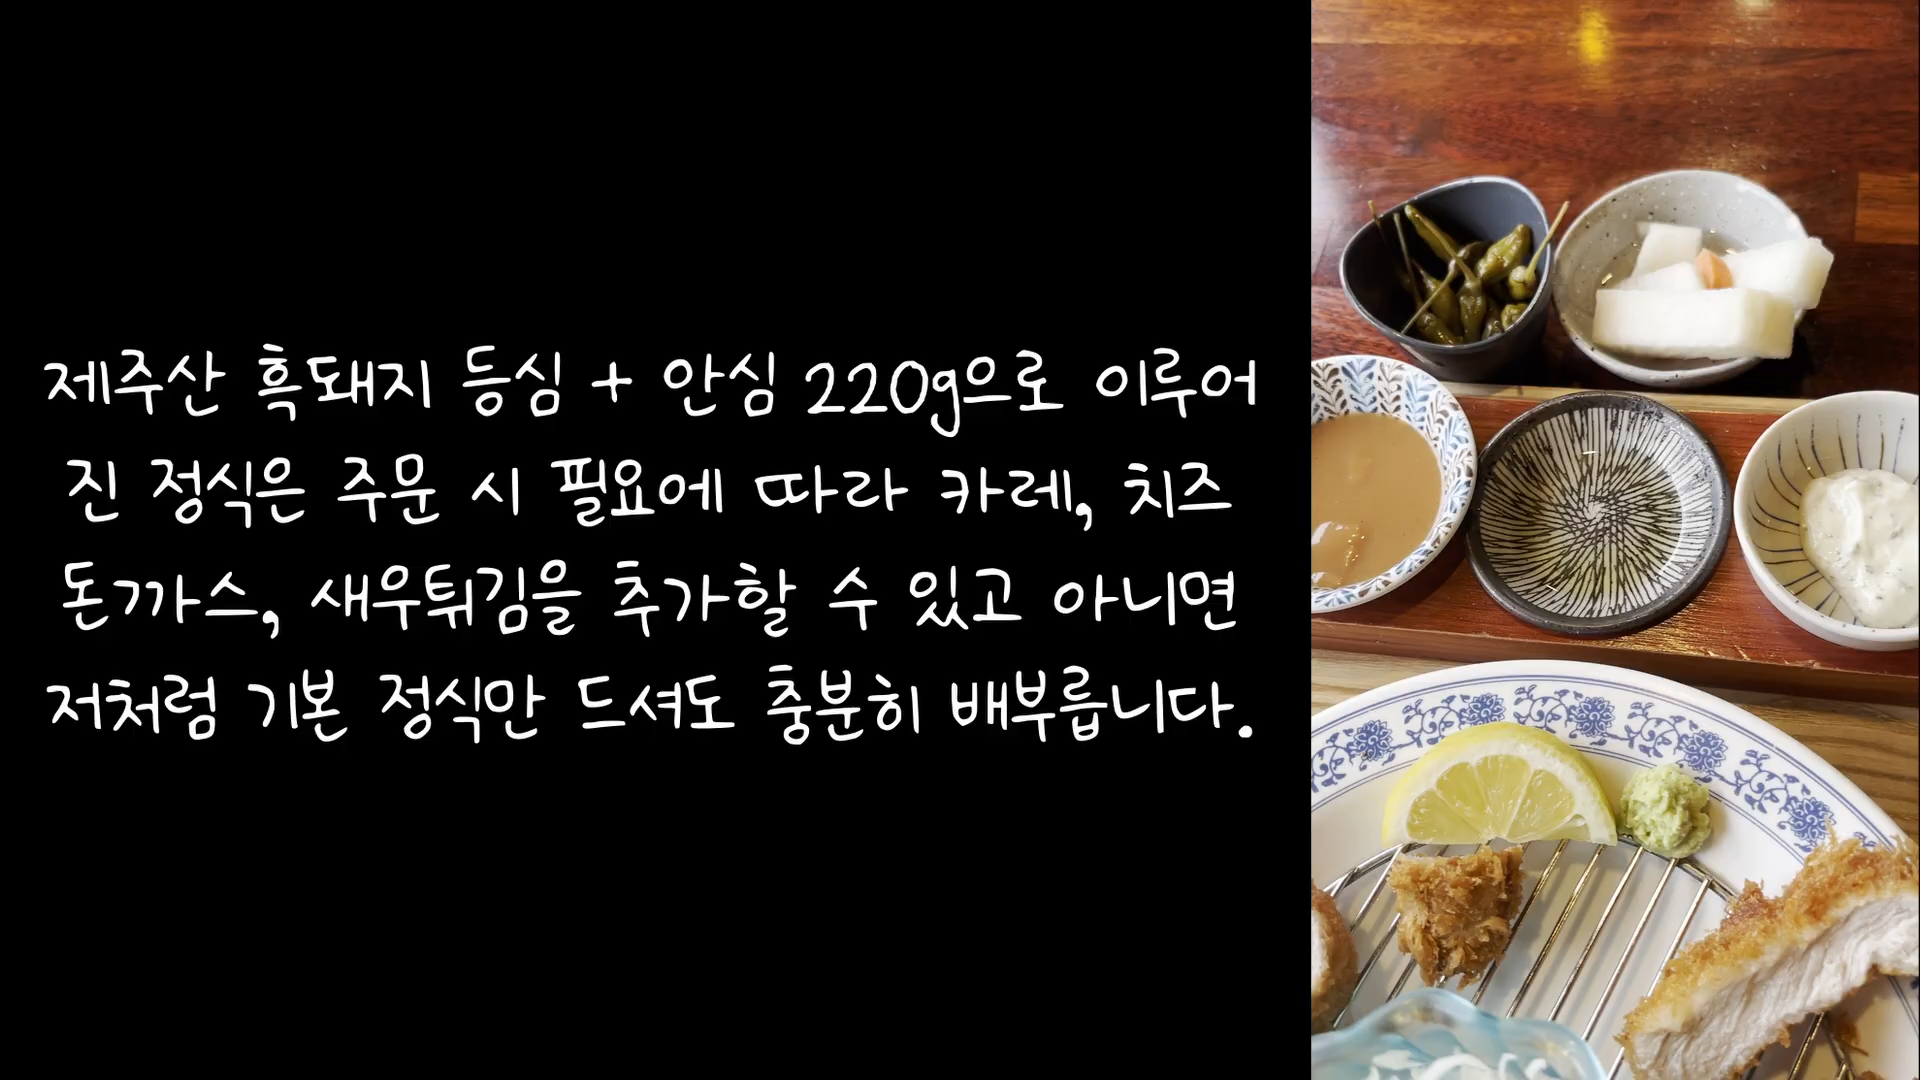 제주산 흑돼지 등심 + 안심 220g으로 이루어
진 정식은 주문 시 필요에 따라 카레, 치즈
돈까스, 새우튀김을 추가할 수 있고 아니면
저처럼 기본 정식만 드셔도 충분히 배부릅니다.